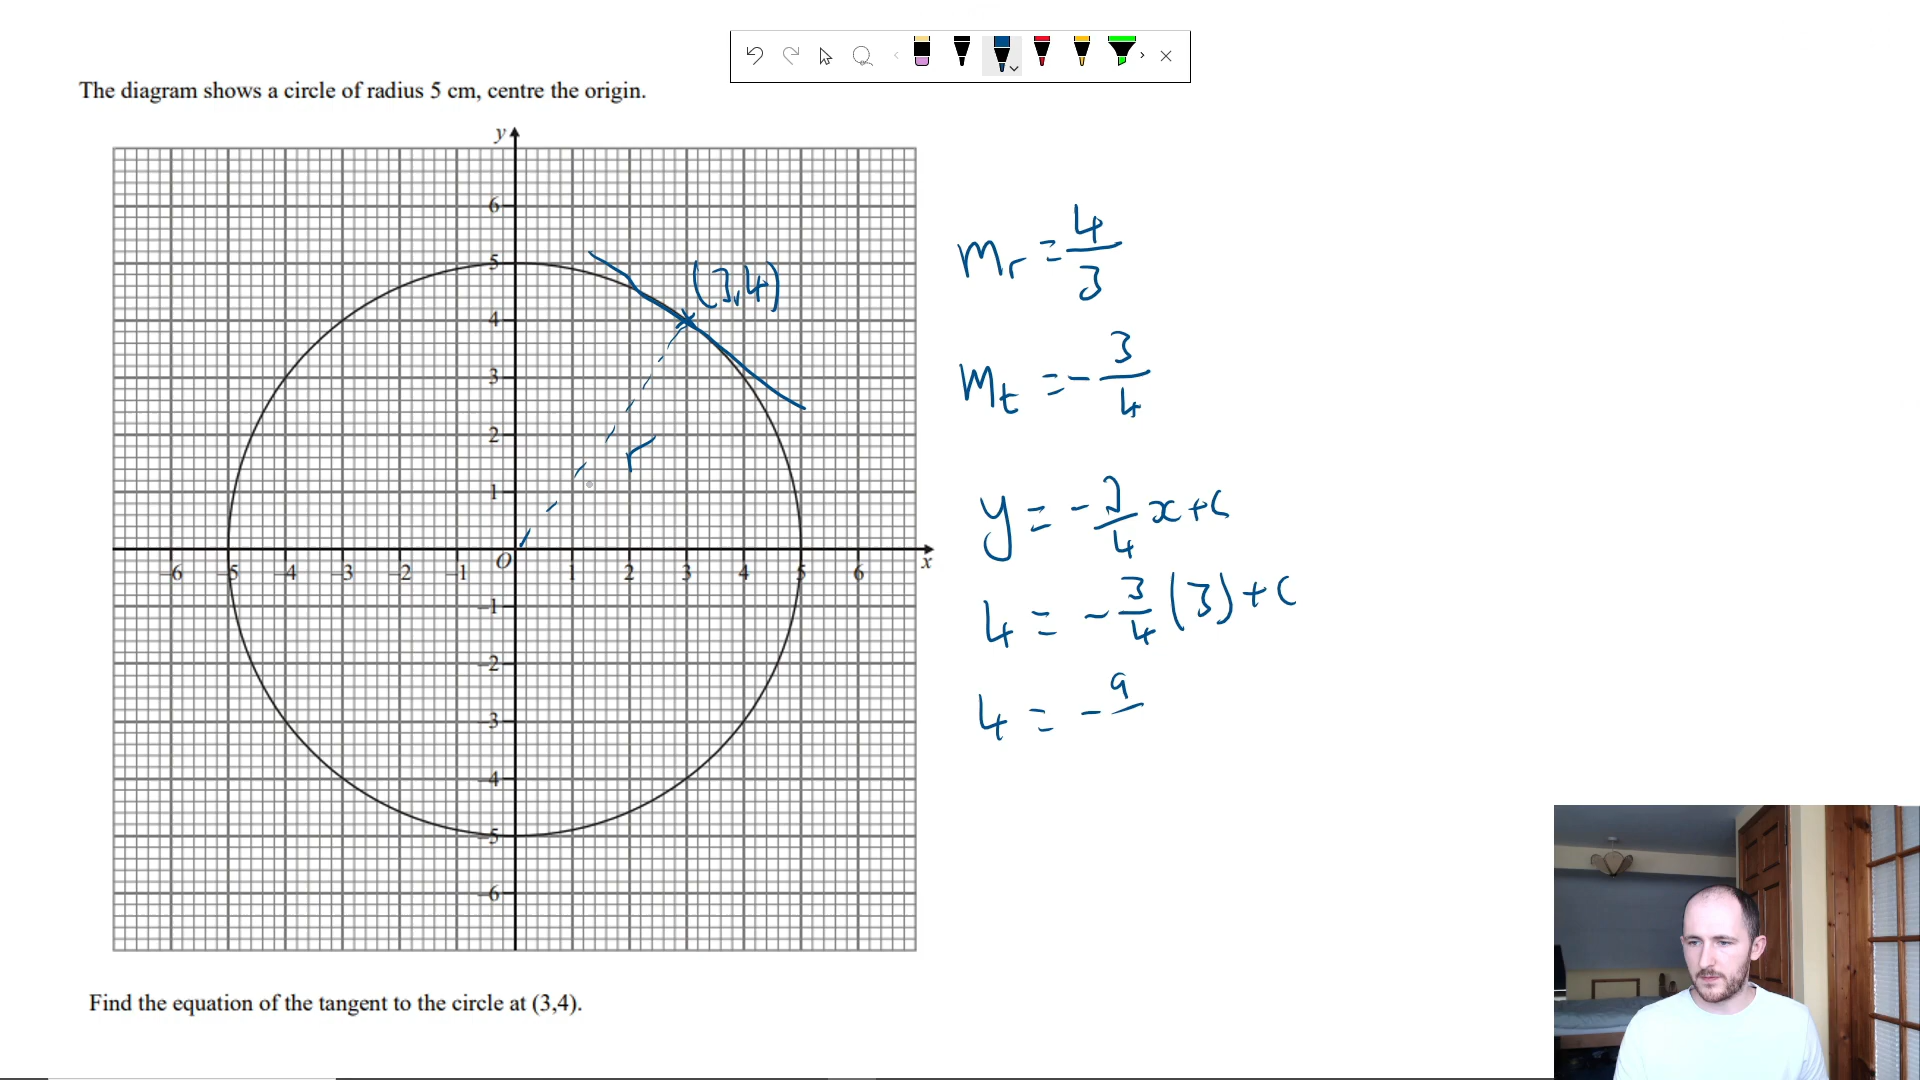 The diagram shows a circle of radius 5 cm, centre the origin.
y
6
5
(3,4)
4
3
2
r
1
O
-6 -5 -4 -3 -2 -1 1 2 3 4 5 6 x
-1
-2
-3
-4
-5
-6
Find the equation of the tangent to the circle at (3,4).
mr = 4/3
mt = -3/4
y = -3/4 x + c
4 = -3/4 (3) + c
4 = -9/